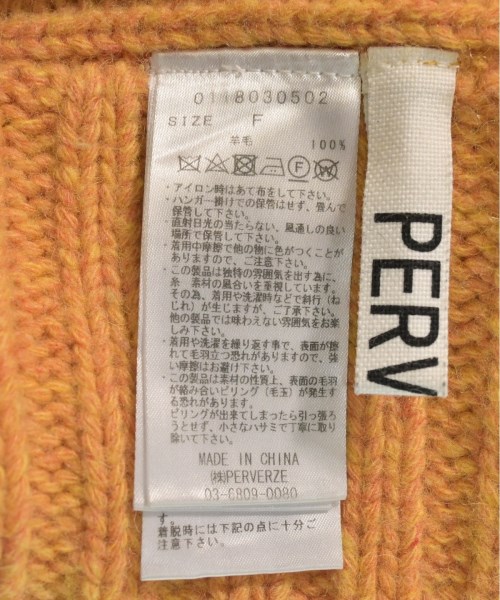 0118030502
SIZE F
羊毛 100%
F W
・アイロン時はあて布をして下さい。
・ハンガー掛けでの保管はせず、畳んで
保管して下さい。
・直射日光の当たらない、風通しの良い
場所で保管して下さい。
・着用中摩擦で他の物に色がつくことが
ありますので、ご注意下さい。
・この製品は独特の雰囲気を出す為に、
糸 素材の風合いを重視しています。
その為、着用や洗濯時などで斜行(ね
じれ)が生じますが、ご了承下さい。
他の製品では味わえない雰囲気をお楽
しみ下さい。
・着用や洗濯を繰り返す事で、表面が擦
れて毛羽立つ恐れがありますので、強
い摩擦はお避け下さい。
・この製品は素材の性質上、表面の毛羽
が絡み合いピリング(毛玉)が発生す
る恐れがあります。
ピリングが出来てしまったら引っ張ろ
うとせず、小さなハサミで丁寧に取り
除いて下さい。
MADE IN CHINA
㈱PERVERZE
03-6809-0080
す。
着脱時には下記の点に十分ご
注意下さい。
PERV